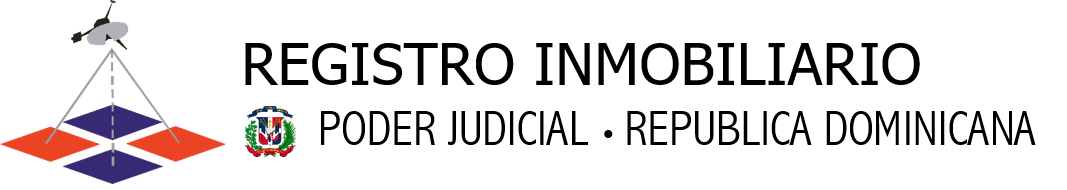 REGISTRO INMOBILIARIO
PODER JUDICIAL • REPUBLICA DOMINICANA